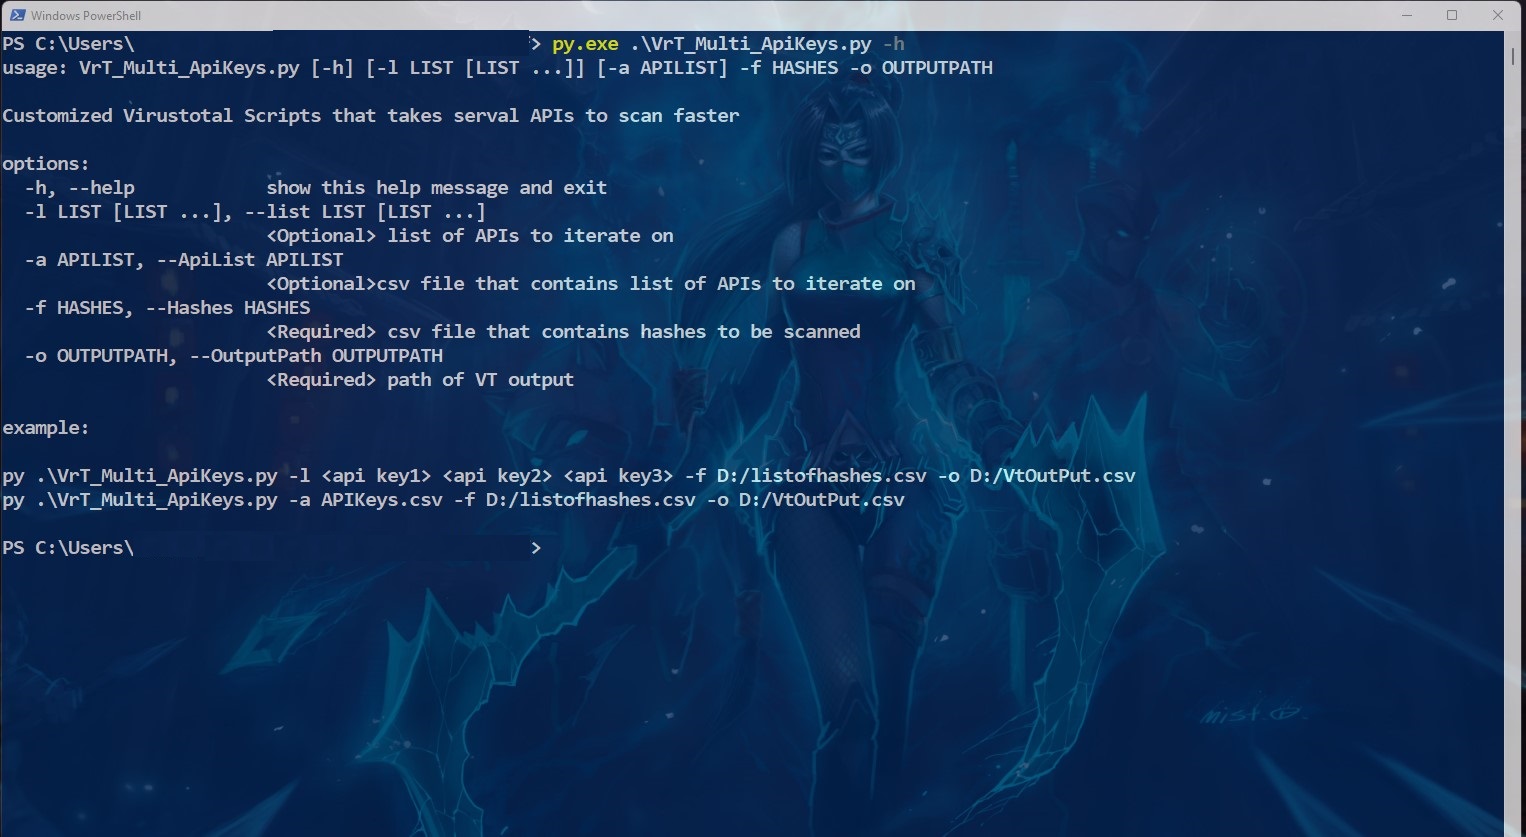 Windows PowerShell
PS C:\Users\ > py.exe .\VrT_Multi_ApiKeys.py -h
usage: VrT_Multi_ApiKeys.py [-h] [-l LIST [LIST ...]] [-a APILIST] -f HASHES -o OUTPUTPATH
Customized Virustotal Scripts that takes serval APIs to scan faster
options:
-h, --help show this help message and exit
-l LIST [LIST ...], --list LIST [LIST ...]
<Optional> list of APIs to iterate on
-a APILIST, --ApiList APILIST
<Optional>csv file that contains list of APIs to iterate on
-f HASHES, --Hashes HASHES
<Required> csv file that contains hashes to be scanned
-o OUTPUTPATH, --OutputPath OUTPUTPATH
<Required> path of VT output
example:
py .\VrT_Multi_ApiKeys.py -l <api key1> <api key2> <api key3> -f D:/listofhashes.csv -o D:/VtOutPut.csv
py .\VrT_Multi_ApiKeys.py -a APIKeys.csv -f D:/listofhashes.csv -o D:/VtOutPut.csv
PS C:\Users\ >